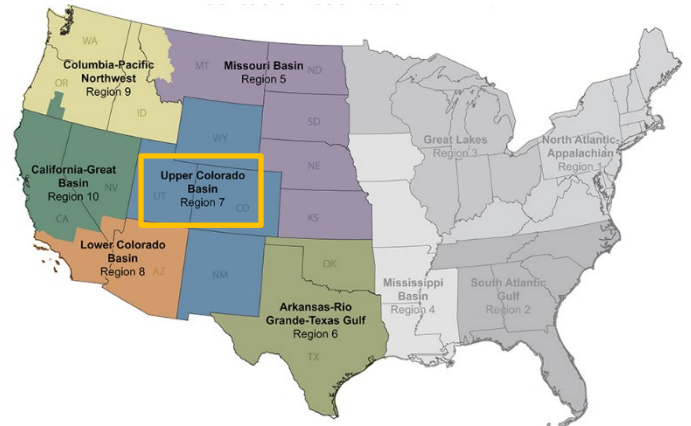 WA
Columbia-Pacific
Northwest
Region 9
OR
ID
MT
Missouri Basin
Region 5
ND
SD
NE
KS
WY
Great Lakes
Region 3
North Atlantic-
Appalachian
Region 1
California-Great
Basin
Region 10
NV
CA
Upper Colorado
Basin
Region 7
UT
CO
Lower Colorado
Basin
Region 8
AZ
NM
OK
Arkansas-Rio
Grande-Texas Gulf
Region 6
TX
Mississippi
Basin
Region 4
South Atlantic
Gulf
Region 2